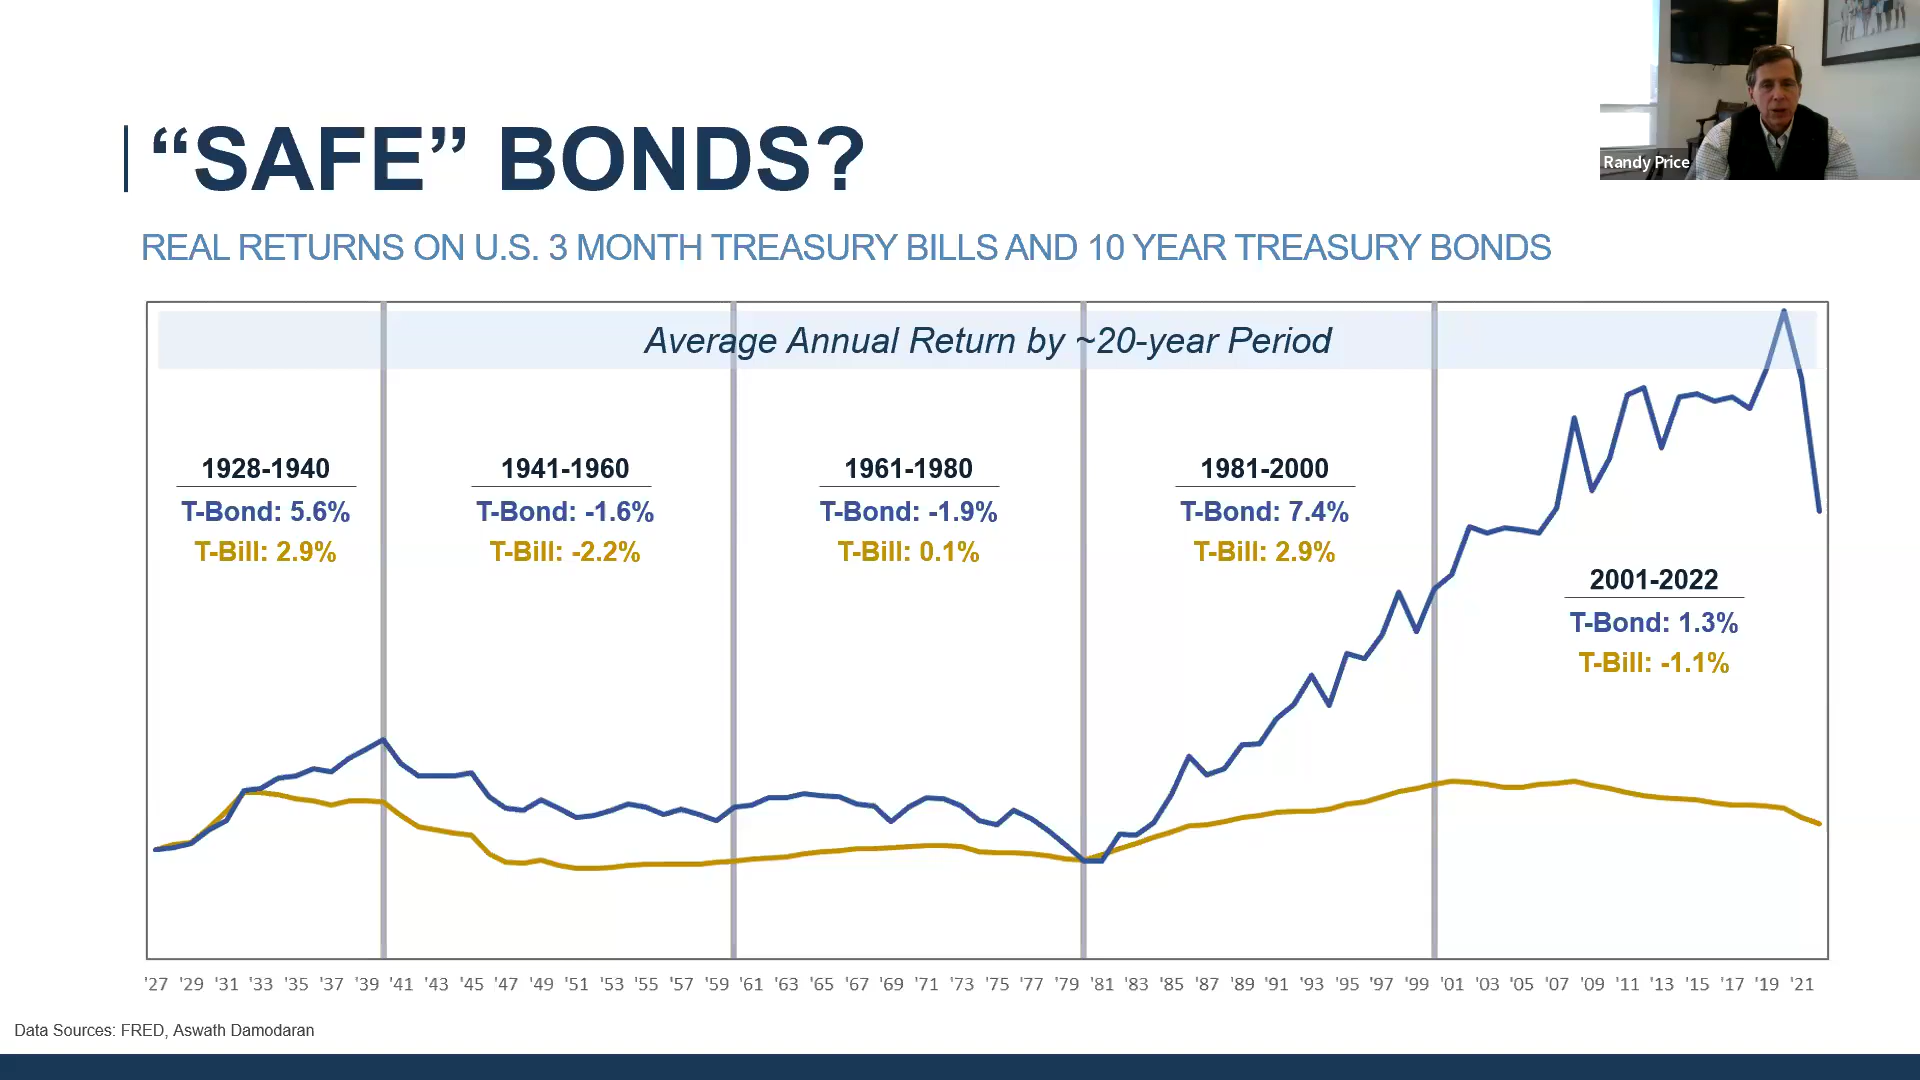 “SAFE” BONDS?
Randy Price
REAL RETURNS ON U.S. 3 MONTH TREASURY BILLS AND 10 YEAR TREASURY BONDS
Average Annual Return by ~20-year Period
1928-1940
T-Bond: 5.6%
T-Bill: 2.9%
1941-1960
T-Bond: -1.6%
T-Bill: -2.2%
1961-1980
T-Bond: -1.9%
T-Bill: 0.1%
1981-2000
T-Bond: 7.4%
T-Bill: 2.9%
2001-2022
T-Bond: 1.3%
T-Bill: -1.1%
'27 '29 '31 '33 '35 '37 '39 '41 '43 '45 '47 '49 '51 '53 '55 '57 '59 '61 '63 '65 '67 '69 '71 '73 '75 '77 '79 '81 '83 '85 '87 '89 '91 '93 '95 '97 '99 '01 '03 '05 '07 '09 '11 '13 '15 '17 '19 '21
Data Sources: FRED, Aswath Damodaran